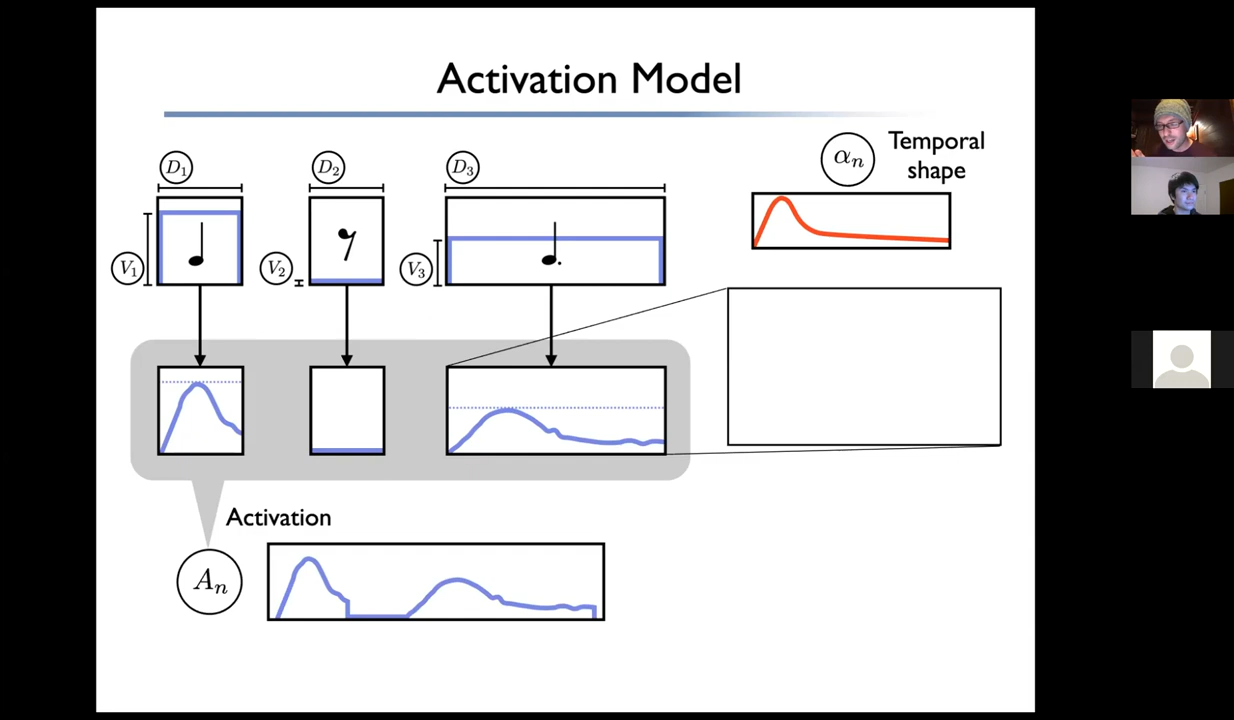 Activation Model
D₁ D₂ D₃
αₙ Temporal
shape
V₁ V₂ V₃
Activation
Aₙ